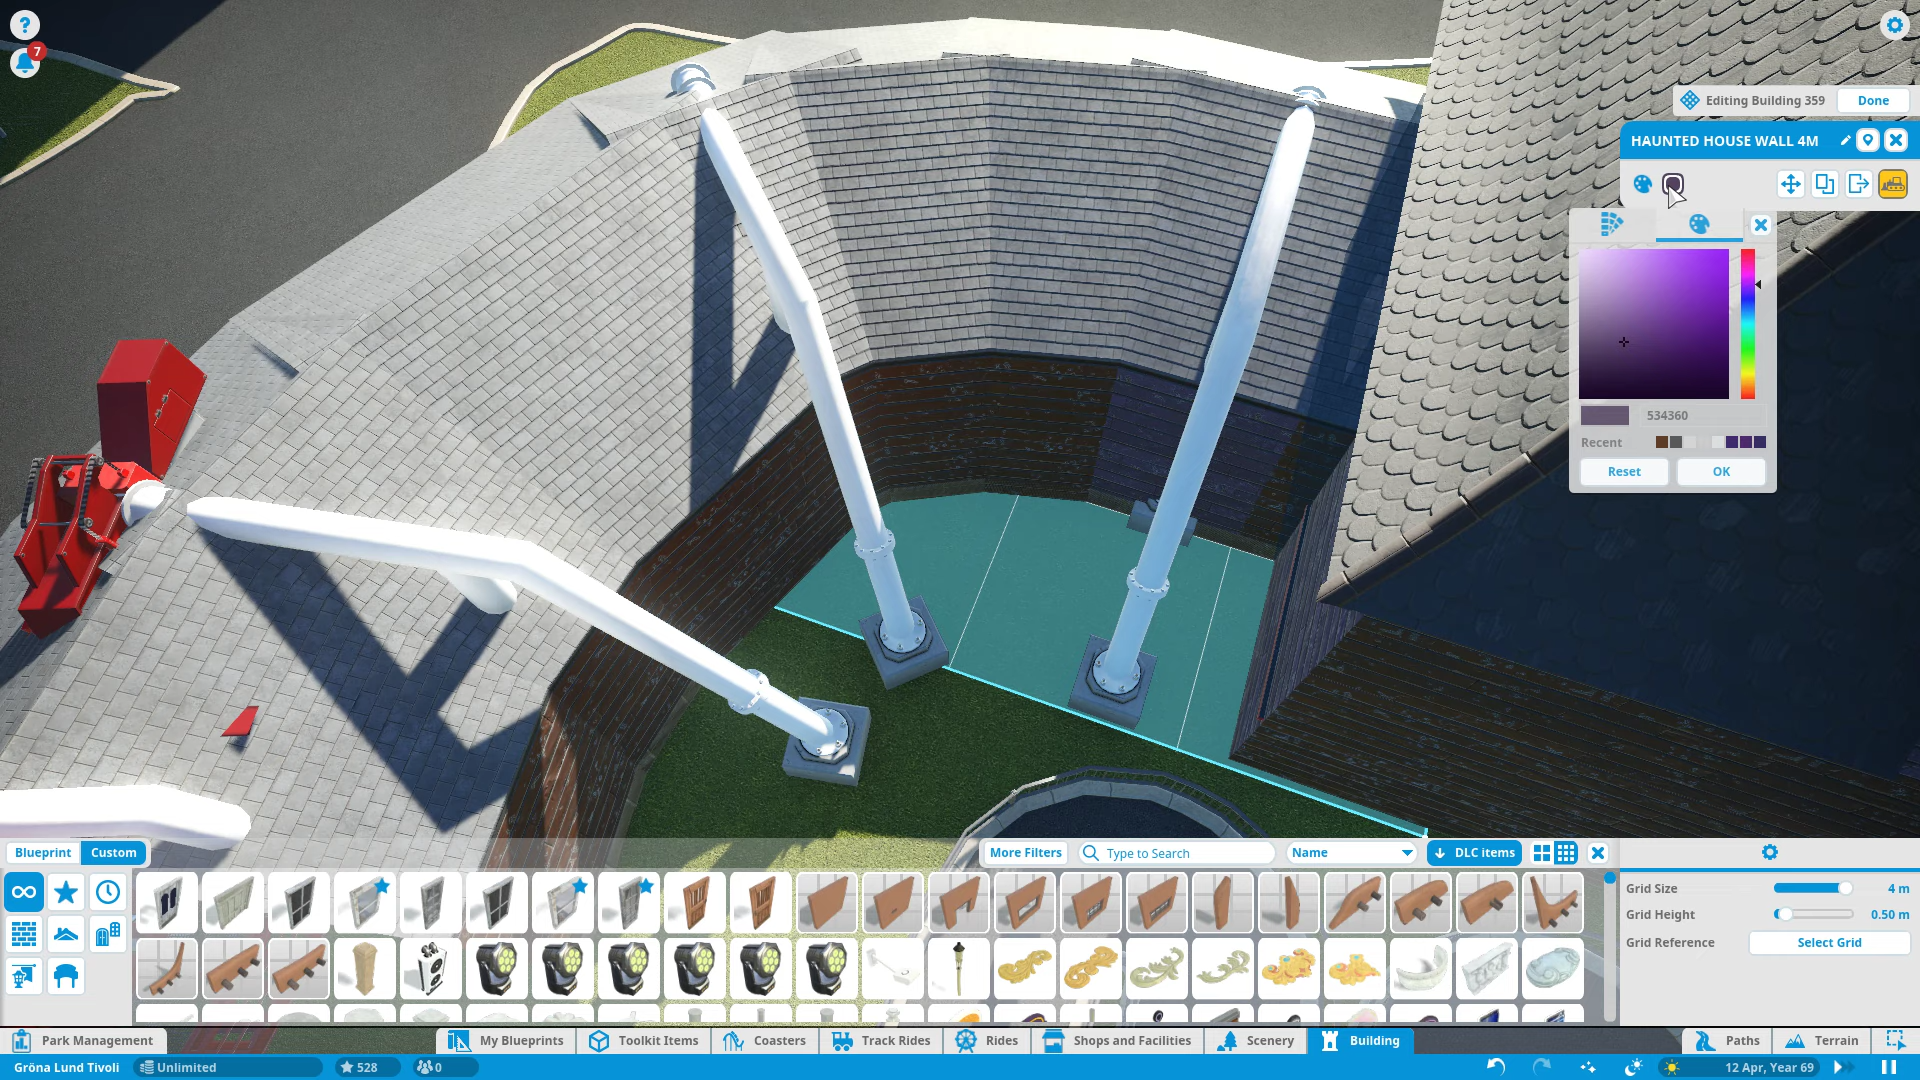 ?
7
Editing Building 359
Done
HAUNTED HOUSE WALL 4M
534360
Recent
Reset
OK
Blueprint
Custom
More Filters
Type to Search
Name
DLC items
Grid Size
4 m
Grid Height
0.50 m
Grid Reference
Select Grid
Park Management
My Blueprints
Toolkit Items
Coasters
Track Rides
Rides
Shops and Facilities
Scenery
Building
Paths
Terrain
Gröna Lund Tivoli
Unlimited
528
0
12 Apr, Year 69